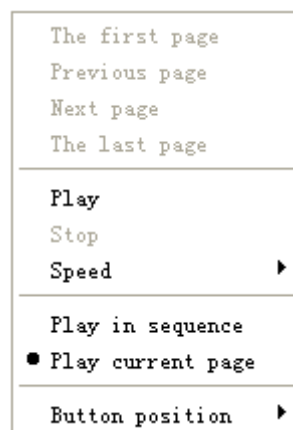 The first page
Previous page
Next page
The last page
Play
Stop
Speed
Play in sequence
Play current page
Button position